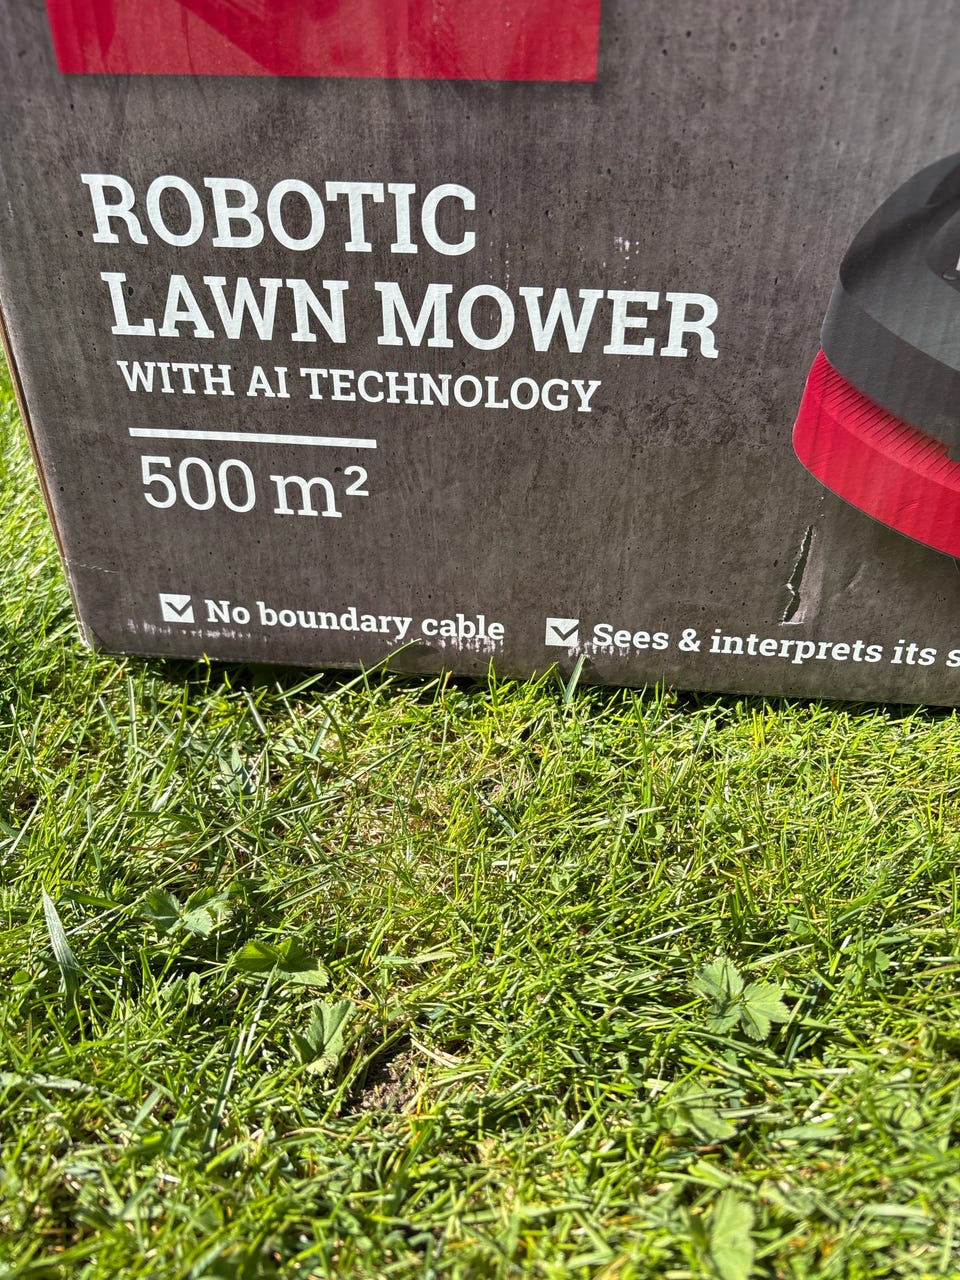 ROBOTIC
LAWN MOWER
WITH AI TECHNOLOGY
500 m²
No boundary cable
Sees & interprets its